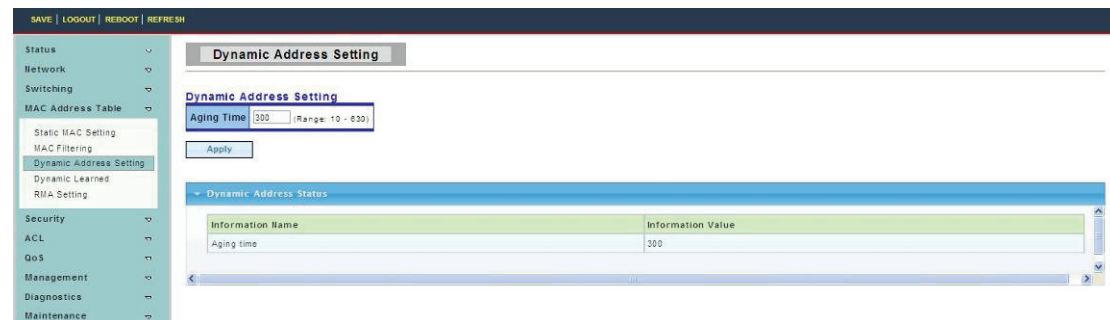 SAVE | LOGOUT | REBOOT | REFRESH
Status
Network
Switching
MAC Address Table
Static MAC Setting
MAC Filtering
Dynamic Address Setting
Dynamic Learned
RMA Setting
Security
ACL
QoS
Management
Diagnostics
Maintenance
Dynamic Address Setting
Dynamic Address Setting
Aging Time 300 (Range: 10 - 630)
Apply
Dynamic Address Status
Information Name Information Value
Aging time 300